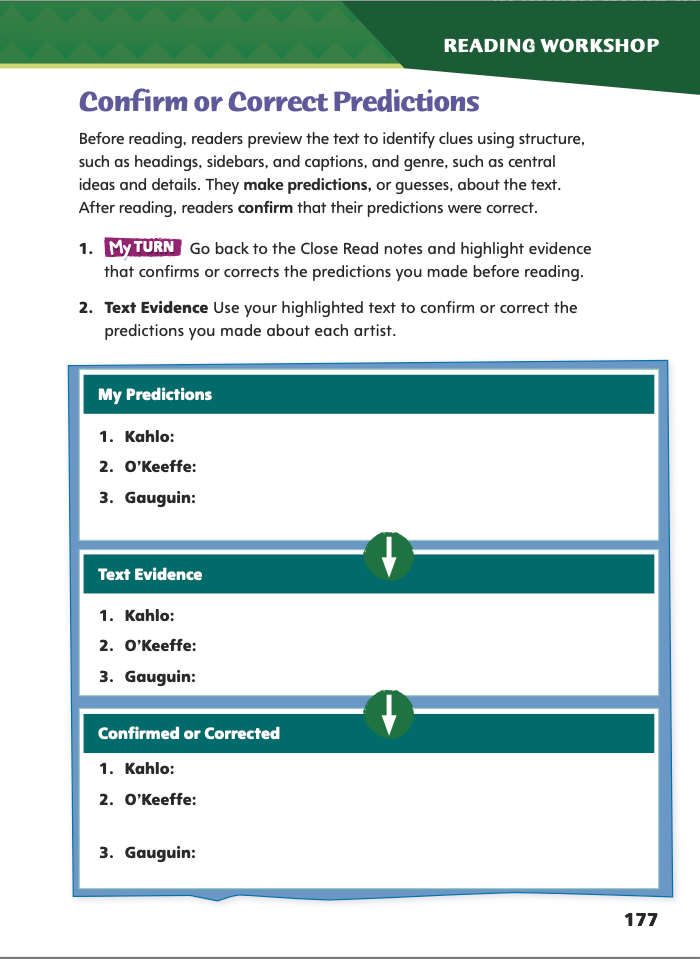 READING WORKSHOP
Confirm or Correct Predictions
Before reading, readers preview the text to identify clues using structure,
such as headings, sidebars, and captions, and genre, such as central
ideas and details. They make predictions, or guesses, about the text.
After reading, readers confirm that their predictions were correct.
1. My TURN Go back to the Close Read notes and highlight evidence
that confirms or corrects the predictions you made before reading.
2. Text Evidence Use your highlighted text to confirm or correct the
predictions you made about each artist.
My Predictions
1. Kahlo:
2. O’Keeffe:
3. Gauguin:
Text Evidence
1. Kahlo:
2. O’Keeffe:
3. Gauguin:
Confirmed or Corrected
1. Kahlo:
2. O’Keeffe:
3. Gauguin:
177